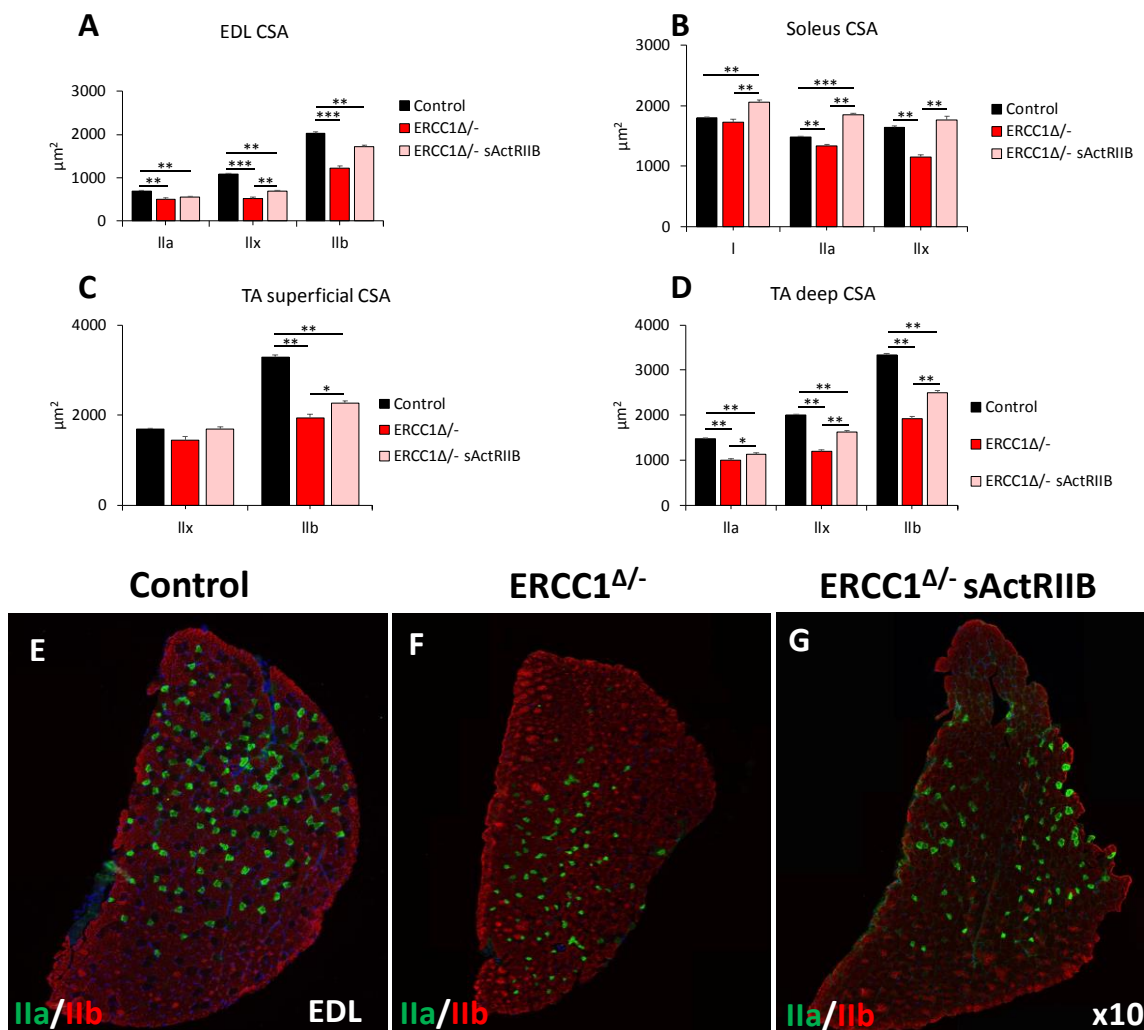 A
EDL CSA
3000
2000
1000
0
µm²
**
**
***
**
**
**
***
**
IIa
IIx
IIb
Control
ERCC1Δ/-
ERCC1Δ/- sActRIIB
B
Soleus CSA
3000
2000
1000
0
µm²
**
**
***
**
**
**
**
I
IIa
IIx
Control
ERCC1Δ/-
ERCC1Δ/- sActRIIB
C
TA superficial CSA
4000
2000
0
µm²
**
**
*
IIx
IIb
Control
ERCC1Δ/-
ERCC1Δ/- sActRIIB
D
TA deep CSA
4000
3000
2000
1000
0
µm²
**
**
*
**
**
**
**
**
**
IIa
IIx
IIb
Control
ERCC1Δ/-
ERCC1Δ/- sActRIIB
Control
ERCC1Δ/-
ERCC1Δ/- sActRIIB
E
F
G
IIa/IIb
EDL
IIa/IIb
IIa/IIb
x10